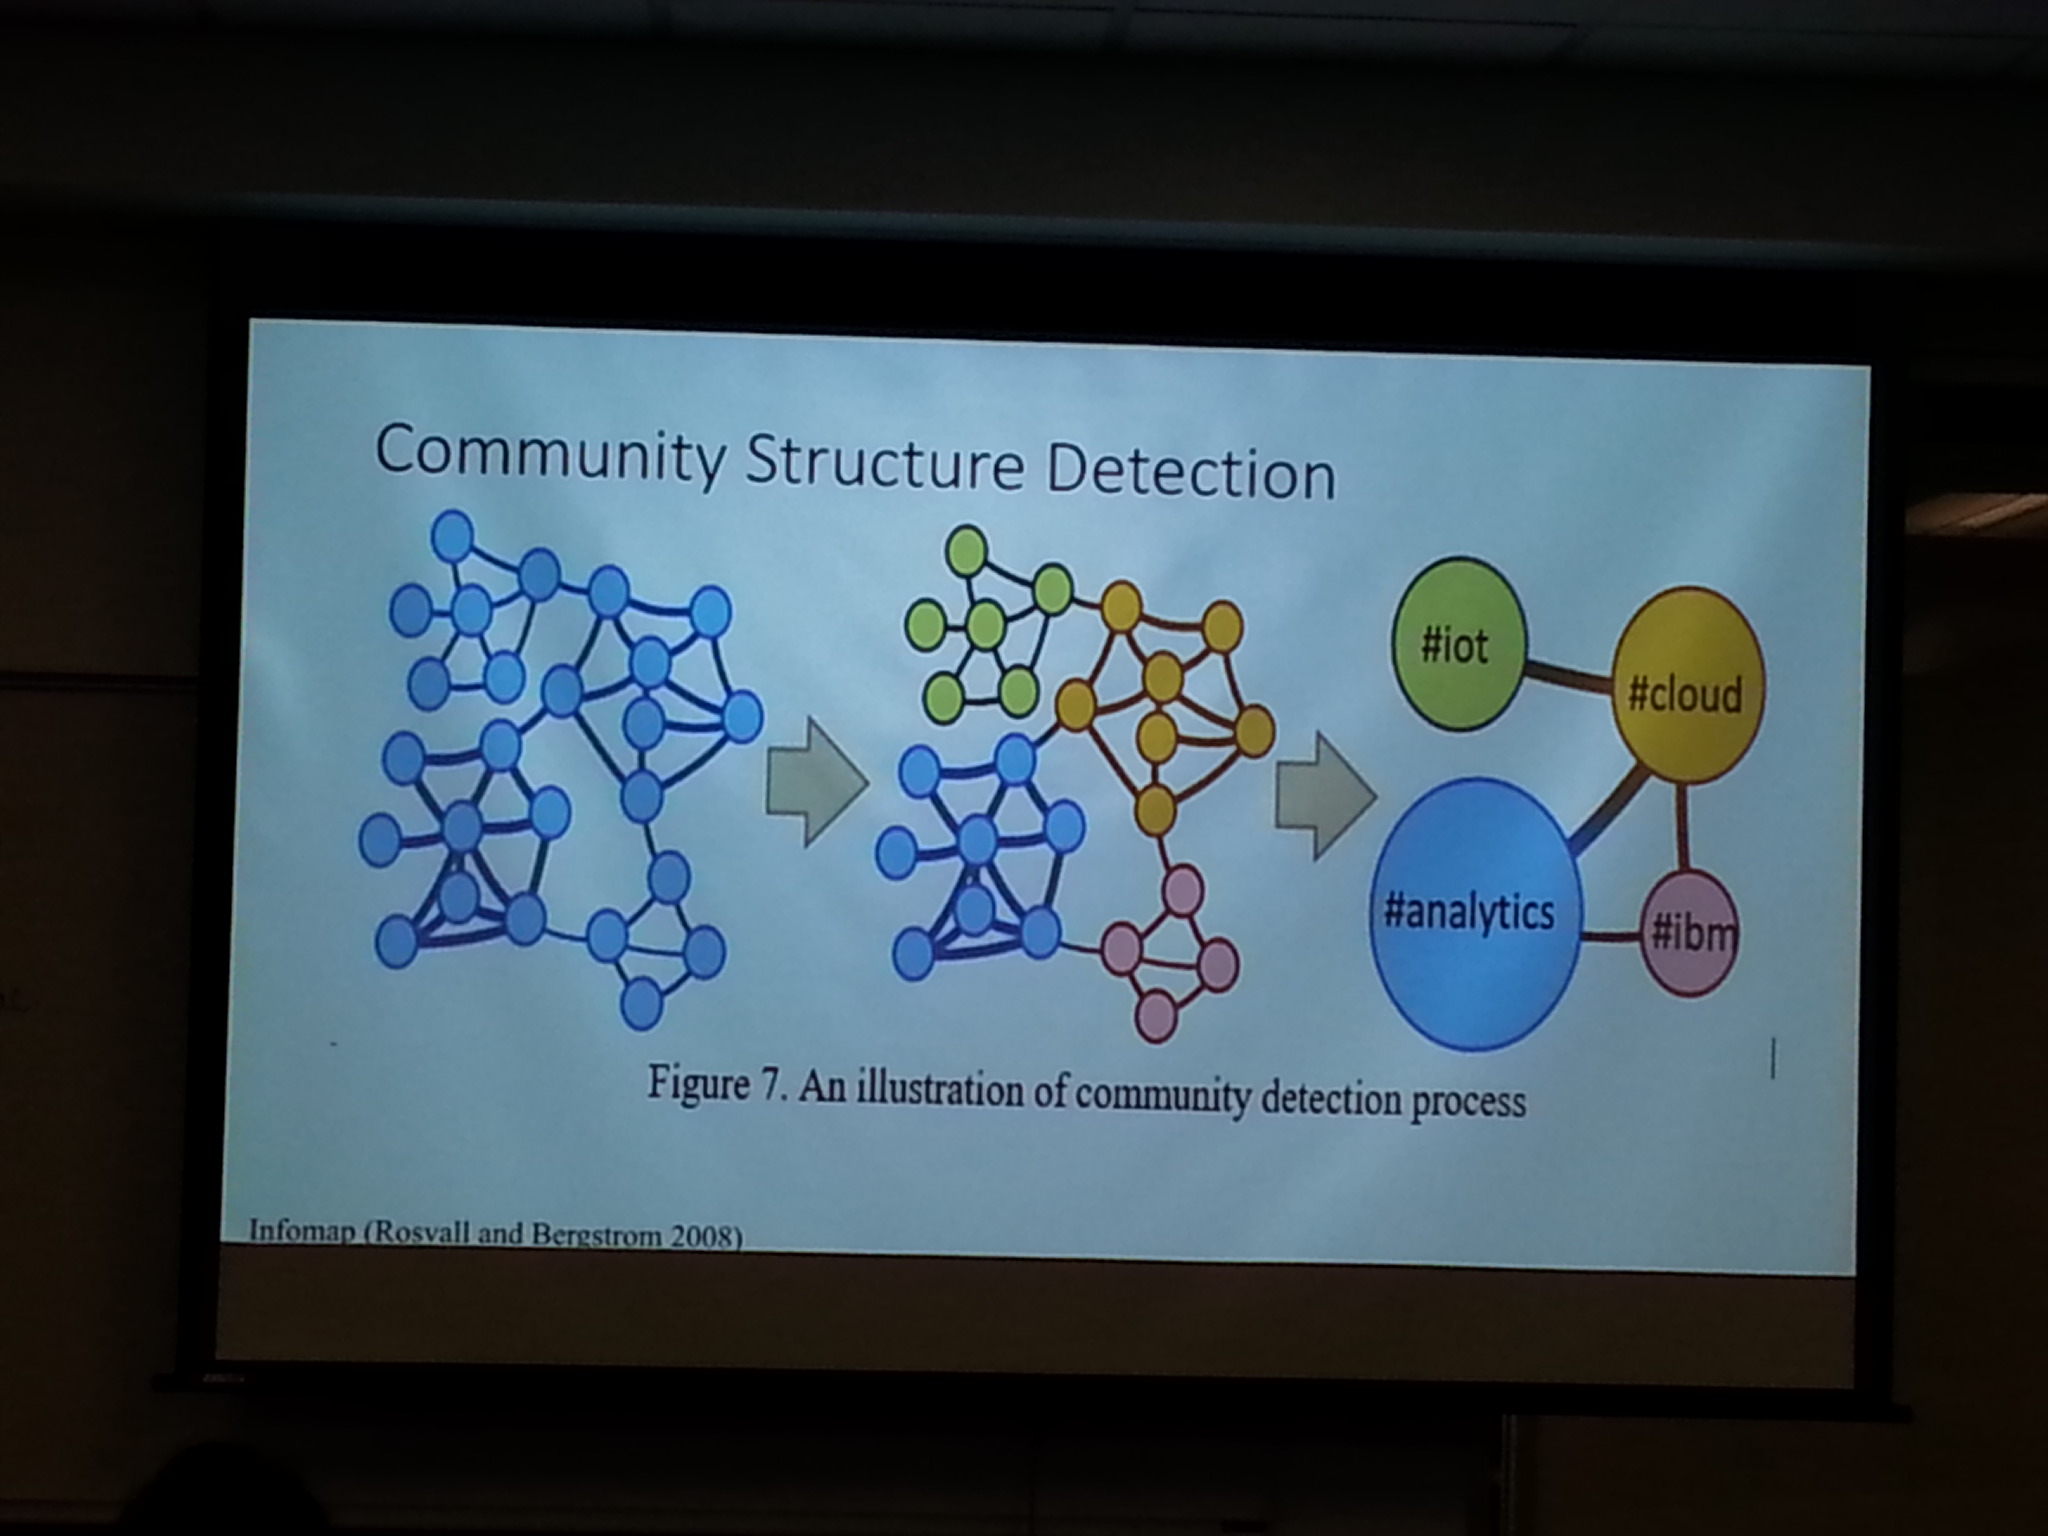 Community Structure Detection
#iot
#cloud
#analytics
#ibm
Figure 7. An illustration of community detection process
Infomap (Rosvall and Bergstrom 2008)